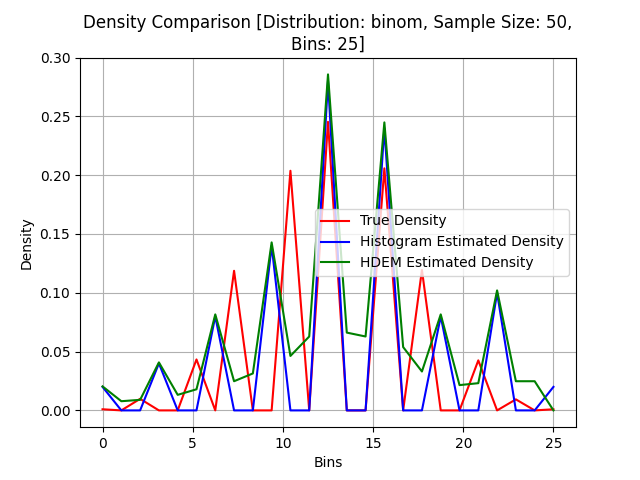 Density Comparison [Distribution: binom, Sample Size: 50,
Bins: 25]
0.30
0.25
0.20
0.15
0.10
0.05
0.00
Density
True Density
Histogram Estimated Density
HDEM Estimated Density
0 5 10 15 20 25
Bins